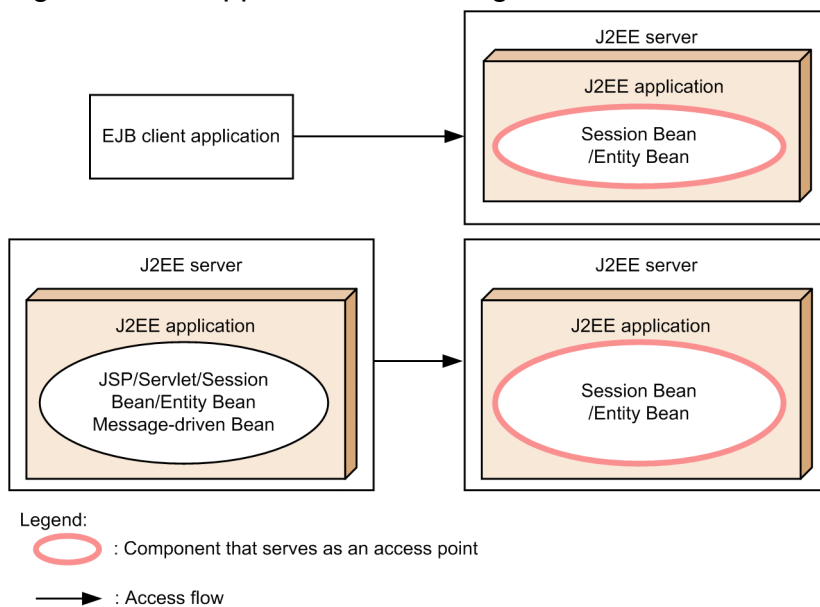 J2EE server
J2EE application
EJB client application
Session Bean
/Entity Bean
J2EE server
J2EE application
JSP/Servlet/Session
Bean/Entity Bean
Message-driven Bean
J2EE server
J2EE application
Session Bean
/Entity Bean
Legend:
: Component that serves as an access point
: Access flow